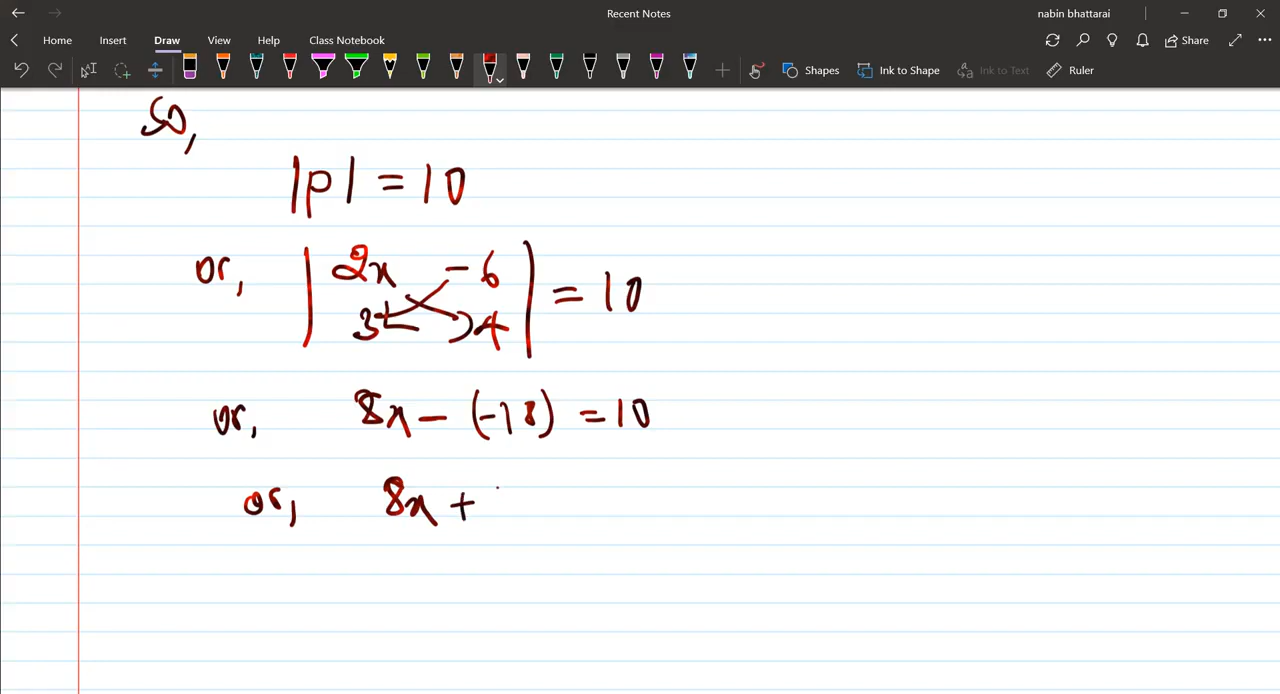 Recent Notes
nabin bhattarai
Home Insert Draw View Help Class Notebook
Share
Shapes Ink to Shape Ink to Text Ruler
so,
|p| = 10
or, | 2x -6
3 4 | = 10
or, 8x - (-18) = 10
or, 8x +